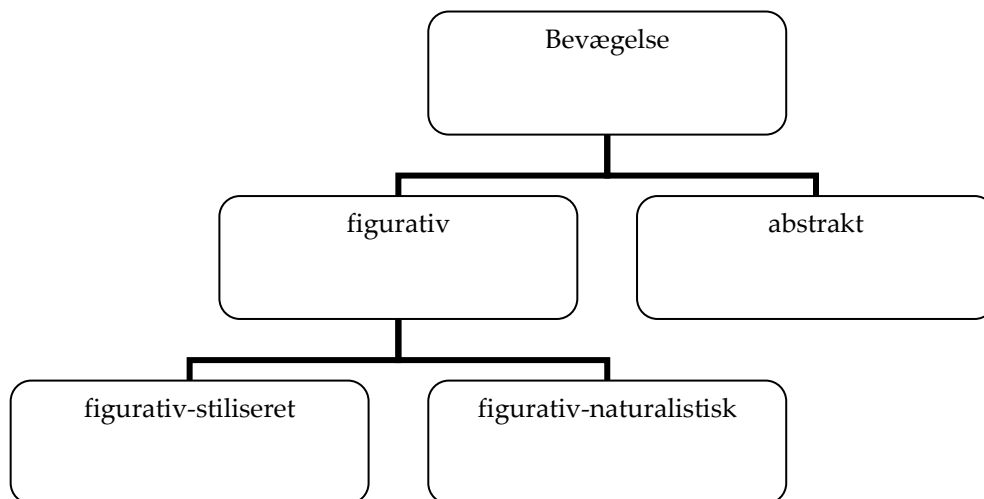 Bevægelse
figurativ
abstrakt
figurativ-stiliseret
figurativ-naturalistisk